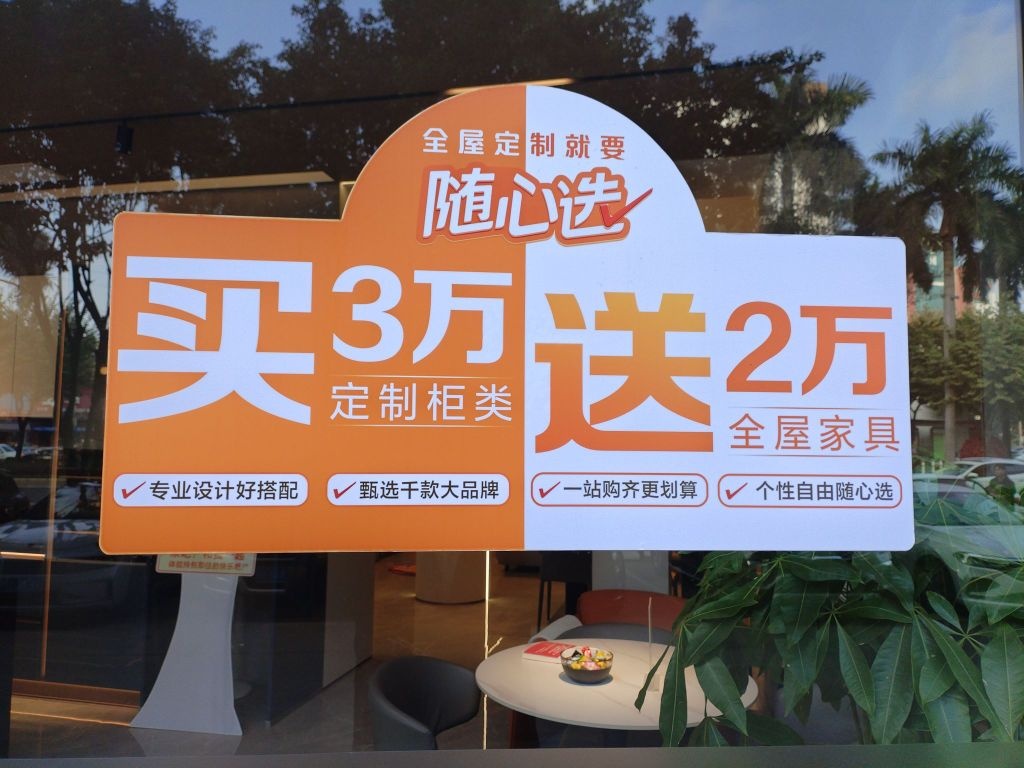 全屋定制就要
随心选
买
3万
定制柜类
送
2万
全屋家具
专业设计好搭配
甄选千款大品牌
一站购齐更划算
个性自由随心选